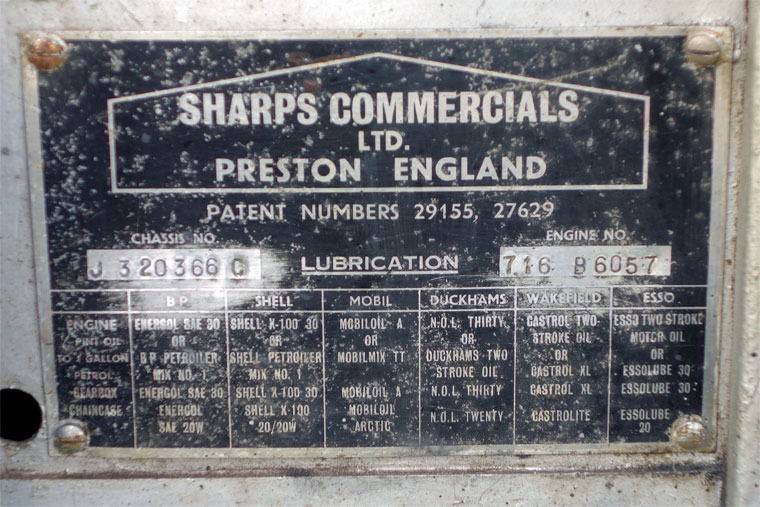 SHARPS COMMERCIALS
LTD.
PRESTON ENGLAND
PATENT NUMBERS 29155, 27629
CHASSIS NO. ENGINE NO.
J 320366 C LUBRICATION 716 B6057
BP SHELL MOBIL DUCKHAMS WAKEFIELD ESSO
ENGINE ENERGOL SAE 30 SHELL X-100 30 MOBILOIL A N.O.L. THIRTY CASTROL TWO- ESSO TWO STROKE
PINT OIL OR OR OR OR STROKE OIL MOTOR OIL
TO 1 GALLON BP PETROILER SHELL PETROILER MOBILMIX TT DUCKHAMS TWO OR OR
PETROL MIX NO. 1 MIX NO. 1 STROKE OIL CASTROL XL ESSOLUBE 30
GEARBOX ENERGOL SAE 30 SHELL X-100 30 MOBILOIL A N.O.L. THIRTY CASTROL XL ESSOLUBE 30
CHAINCASE ENERGOL SHELL X-100 MOBILOIL N.O.L. TWENTY CASTROLITE ESSOLUBE
SAE 20W 20/20W ARCTIC 20